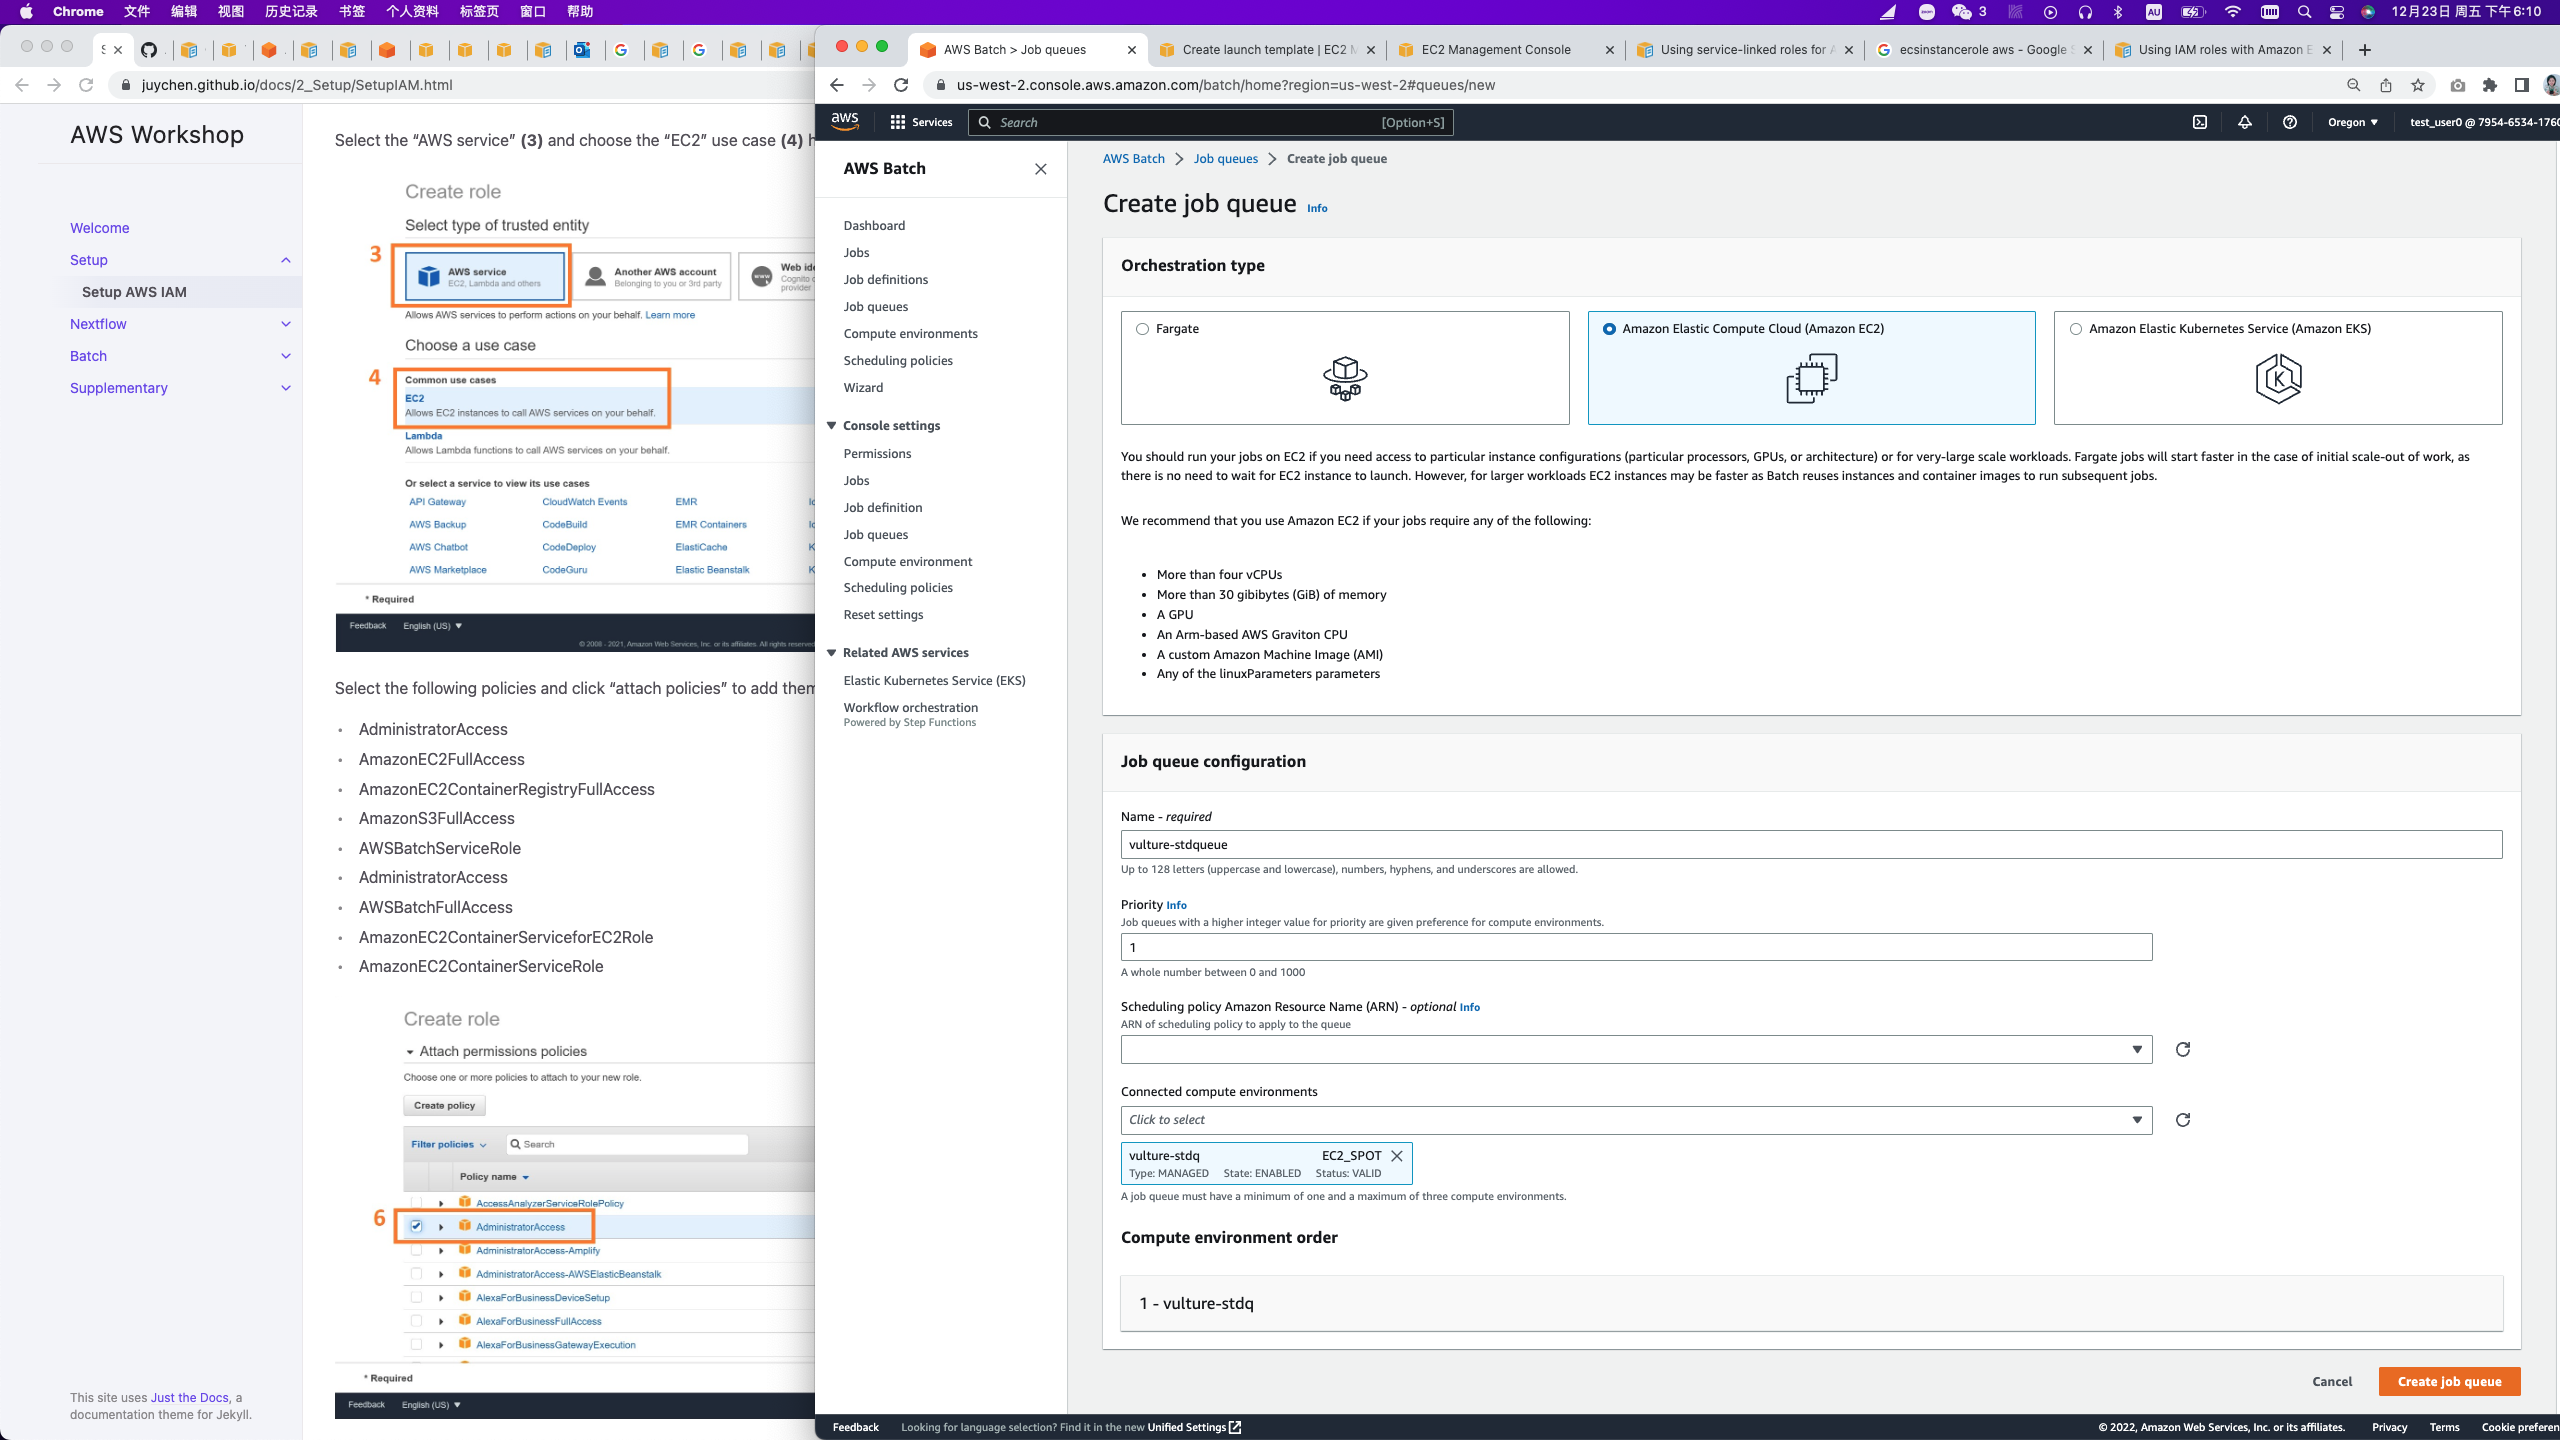 Chrome 文件 编辑 视图 历史记录 书签 个人资料 标签页 窗口 帮助
3 AU 12月23日 周五 下午6:10
AWS Batch > Job queues
Create launch template | EC2 M
EC2 Management Console
Using service-linked roles for A
ecsinstancerole aws - Google S
Using IAM roles with Amazon E
juychen.github.io/docs/2_Setup/SetupIAM.html
us-west-2.console.aws.amazon.com/batch/home?region=us-west-2#queues/new
AWS Workshop
Welcome
Setup
Setup AWS IAM
Nextflow
Batch
Supplementary
This site uses Just the Docs, a
documentation theme for Jekyll.
Select the “AWS service” (3) and choose the “EC2” use case (4) h
Create role
Select type of trusted entity
3
AWS service
EC2, Lambda and others
Another AWS account
Belonging to you or 3rd party
www
Web ide
Cognito o
provider
Allows AWS services to perform actions on your behalf. Learn more
Choose a use case
4
Common use cases
EC2
Allows EC2 instances to call AWS services on your behalf.
Lambda
Allows Lambda functions to call AWS services on your behalf.
Or select a service to view its use cases
API Gateway CloudWatch Events EMR
AWS Backup CodeBuild EMR Containers
AWS Chatbot CodeDeploy ElastiCache K
AWS Marketplace CodeGuru Elastic Beanstalk K
* Required
Feedback English (US)
© 2008 - 2021, Amazon Web Services, Inc. or its affiliates. All rights reserved
Select the following policies and click “attach policies” to add them
AdministratorAccess
AmazonEC2FullAccess
AmazonEC2ContainerRegistryFullAccess
AmazonS3FullAccess
AWSBatchServiceRole
AdministratorAccess
AWSBatchFullAccess
AmazonEC2ContainerServiceforEC2Role
AmazonEC2ContainerServiceRole
Create role
Attach permissions policies
Choose one or more policies to attach to your new role.
Create policy
Filter policies Search
Policy name
AccessAnalyzerServiceRolePolicy
6
AdministratorAccess
AdministratorAccess-Amplify
AdministratorAccess-AWSElasticBeanstalk
AlexaForBusinessDeviceSetup
AlexaForBusinessFullAccess
AlexaForBusinessGatewayExecution
* Required
Feedback English (US)
aws Services Search [Option+S] Oregon test_user0 @ 7954-6534-1760
AWS Batch
Dashboard
Jobs
Job definitions
Job queues
Compute environments
Scheduling policies
Wizard
Console settings
Permissions
Jobs
Job definition
Job queues
Compute environment
Scheduling policies
Reset settings
Related AWS services
Elastic Kubernetes Service (EKS)
Workflow orchestration
Powered by Step Functions
AWS Batch > Job queues > Create job queue
Create job queue Info
Orchestration type
Fargate
Amazon Elastic Compute Cloud (Amazon EC2)
Amazon Elastic Kubernetes Service (Amazon EKS)
K
You should run your jobs on EC2 if you need access to particular instance configurations (particular processors, GPUs, or architecture) or for very-large scale workloads. Fargate jobs will start faster in the case of initial scale-out of work, as
there is no need to wait for EC2 instance to launch. However, for larger workloads EC2 instances may be faster as Batch reuses instances and container images to run subsequent jobs.
We recommend that you use Amazon EC2 if your jobs require any of the following:
More than four vCPUs
More than 30 gibibytes (GiB) of memory
A GPU
An Arm-based AWS Graviton CPU
A custom Amazon Machine Image (AMI)
Any of the linuxParameters parameters
Job queue configuration
Name - required
vulture-stdqueue
Up to 128 letters (uppercase and lowercase), numbers, hyphens, and underscores are allowed.
Priority Info
Job queues with a higher integer value for priority are given preference for compute environments.
1
A whole number between 0 and 1000
Scheduling policy Amazon Resource Name (ARN) - optional Info
ARN of scheduling policy to apply to the queue
Connected compute environments
Click to select
vulture-stdq EC2_SPOT
Type: MANAGED State: ENABLED Status: VALID
A job queue must have a minimum of one and a maximum of three compute environments.
Compute environment order
1 - vulture-stdq
Cancel Create job queue
Feedback Looking for language selection? Find it in the new Unified Settings © 2022, Amazon Web Services, Inc. or its affiliates. Privacy Terms Cookie preferen